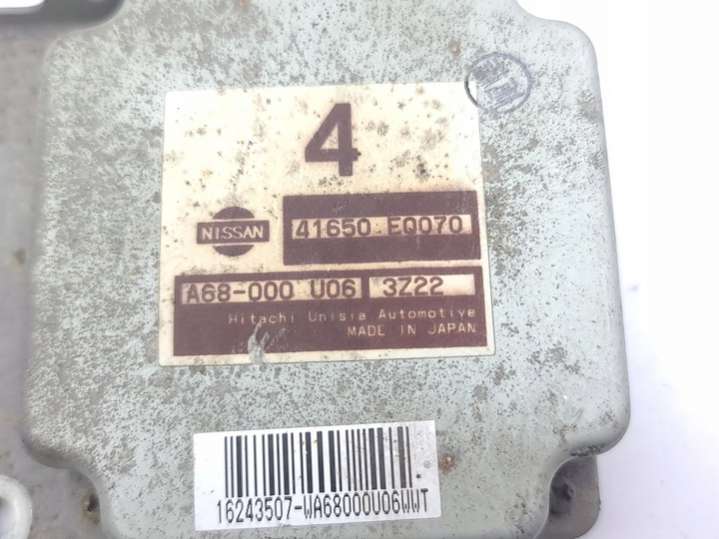 4
NISSAN
41650 EQ070
A68-000 U06 3Z22
Hitachi Unisia Automotive
MADE IN JAPAN
16243507-WA68000U06WWT